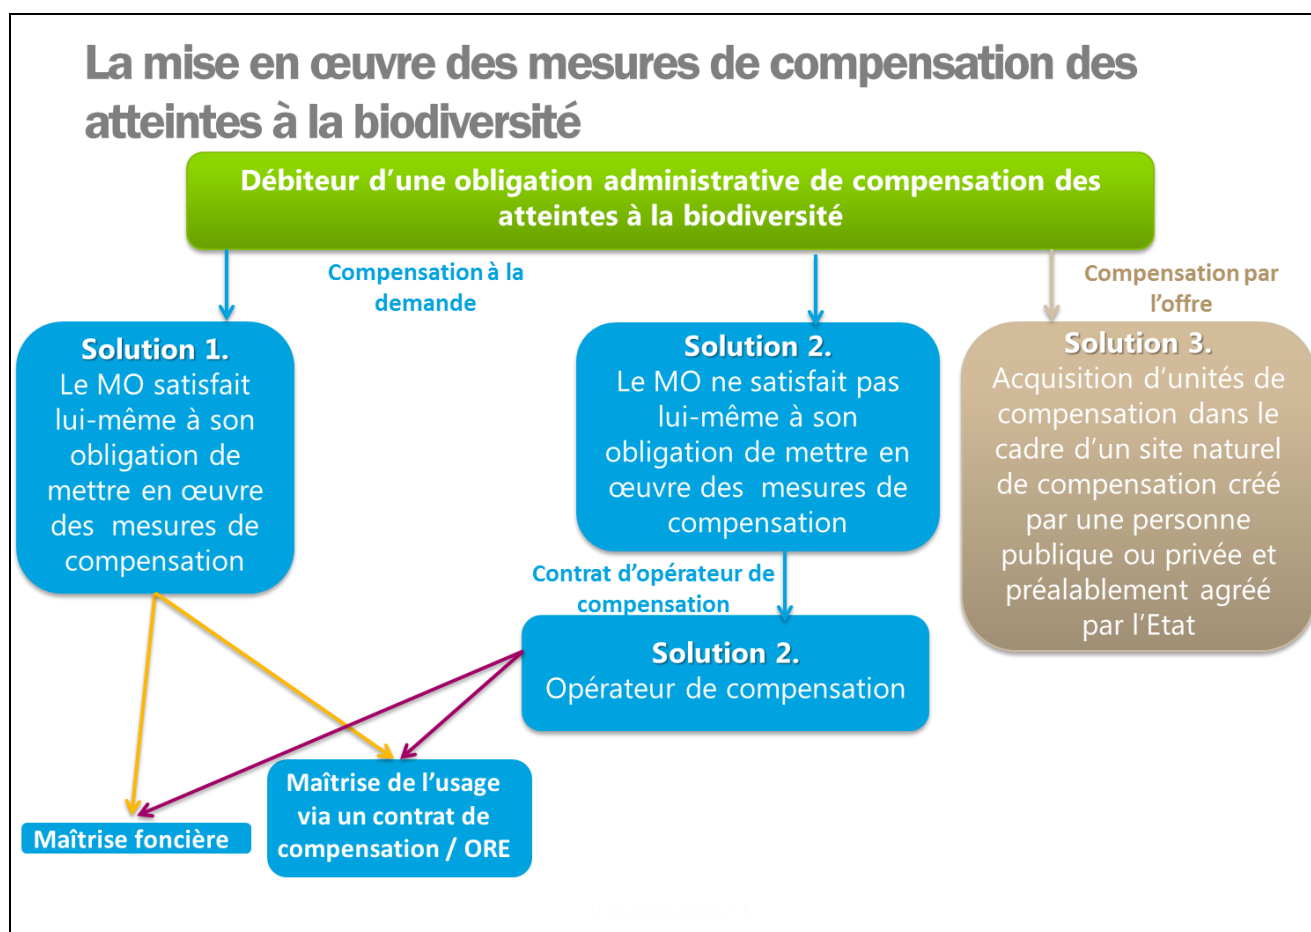 La mise en œuvre des mesures de compensation des
atteintes à la biodiversité
Débiteur d’une obligation administrative de compensation des
atteintes à la biodiversité
Compensation à la
demande
Compensation par
l’offre
Solution 1.
Le MO satisfait
lui-même à son
obligation de
mettre en œuvre
des mesures de
compensation
Solution 2.
Le MO ne satisfait pas
lui-même à son
obligation de mettre en
œuvre des mesures de
compensation
Solution 3.
Acquisition d’unités de
compensation dans le
cadre d’un site naturel
de compensation créé
par une personne
publique ou privée et
préalablement agréé
par l’Etat
Contrat d’opérateur de
compensation
Solution 2.
Opérateur de compensation
Maîtrise de l’usage
via un contrat de
compensation / ORE
Maîtrise foncière